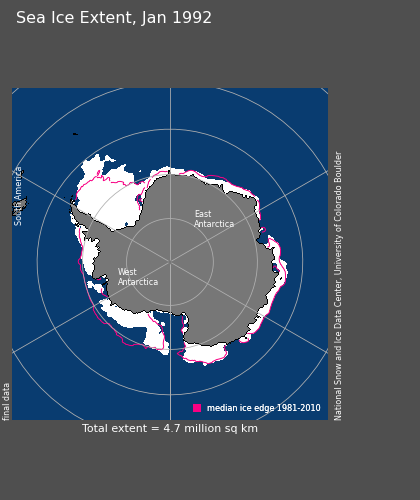 Sea Ice Extent, Jan 1992
South America
East
Antarctica
West
Antarctica
National Snow and Ice Data Center, University of Colorado Boulder
final data
median ice edge 1981-2010
Total extent = 4.7 million sq km